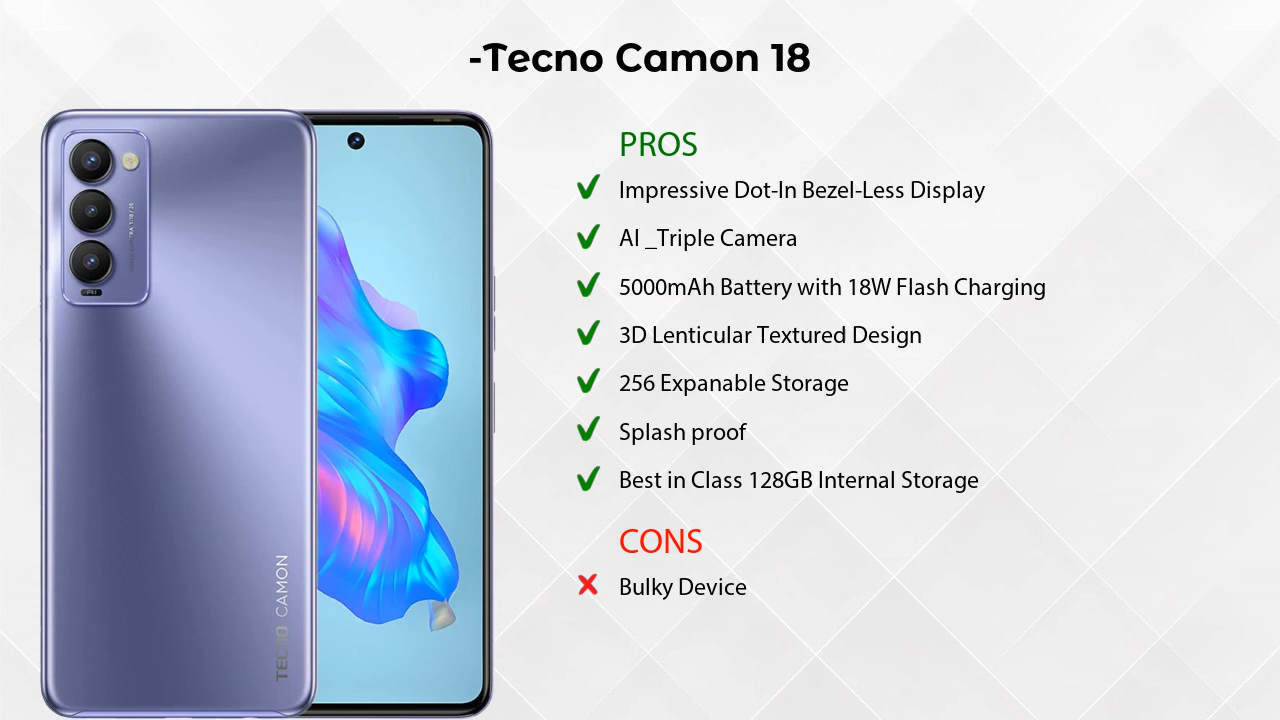 -Tecno Camon 18
PROS
Impressive Dot-In Bezel-Less Display
AI _Triple Camera
5000mAh Battery with 18W Flash Charging
3D Lenticular Textured Design
256 Expanable Storage
Splash proof
Best in Class 128GB Internal Storage
CONS
Bulky Device
TECNO CAMON